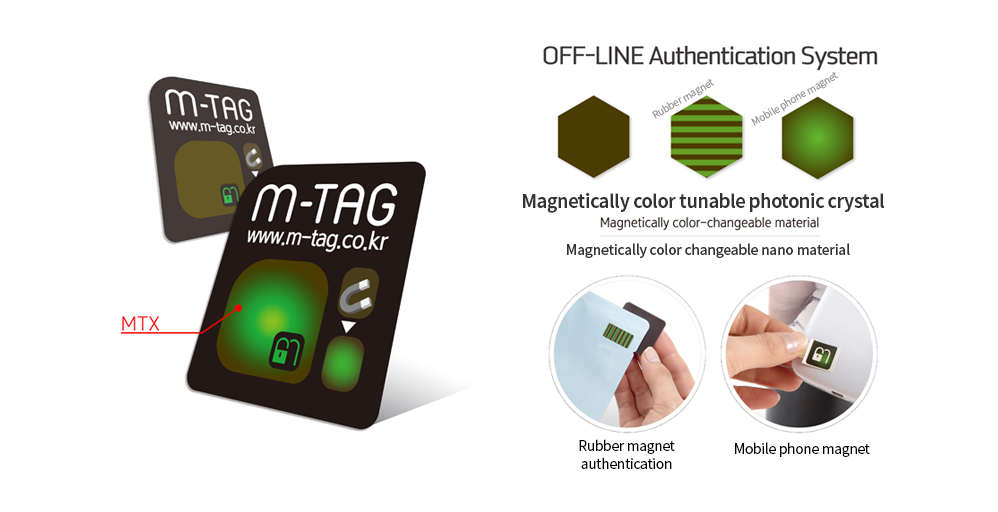 m-TAG
www.m-tag.co.kr
m-TAG
www.m-tag.co.kr
MTX
OFF-LINE Authentication System
Rubber magnet
Mobile phone magnet
Magnetically color tunable photonic crystal
Magnetically color-changeable material
Magnetically color changeable nano material
Rubber magnet
authentication
Mobile phone magnet